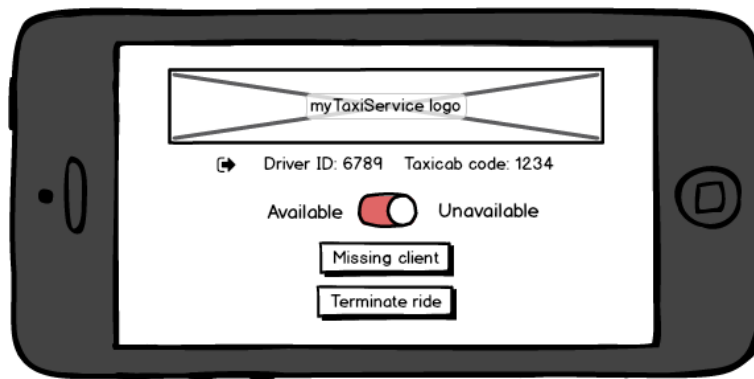 myTaxiService logo
Driver ID: 6789 Taxicab code: 1234
Available Unavailable
Missing client
Terminate ride